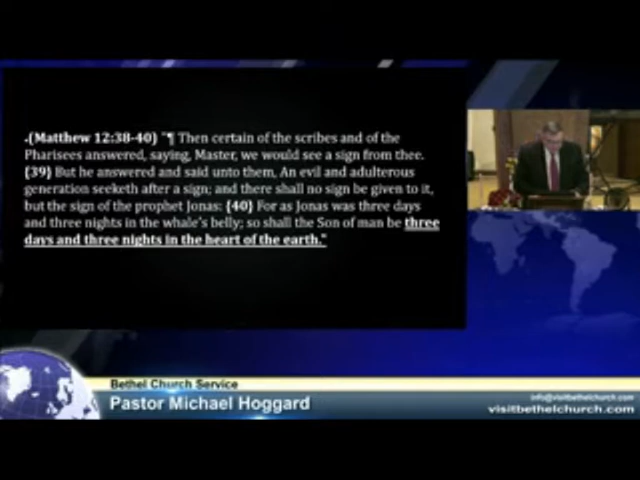 .(Matthew 12:38-40) "¶ Then certain of the scribes and of the
Pharisees answered, saying, Master, we would see a sign from thee.
(39) But he answered and said unto them, An evil and adulterous
generation seeketh after a sign; and there shall no sign be given to it,
but the sign of the prophet Jonas: (40) For as Jonas was three days
and three nights in the whale's belly; so shall the Son of man be three
days and three nights in the heart of the earth."
Bethel Church Service
Pastor Michael Hoggard
info@visitbethelchurch.com
visitbethelchurch.com